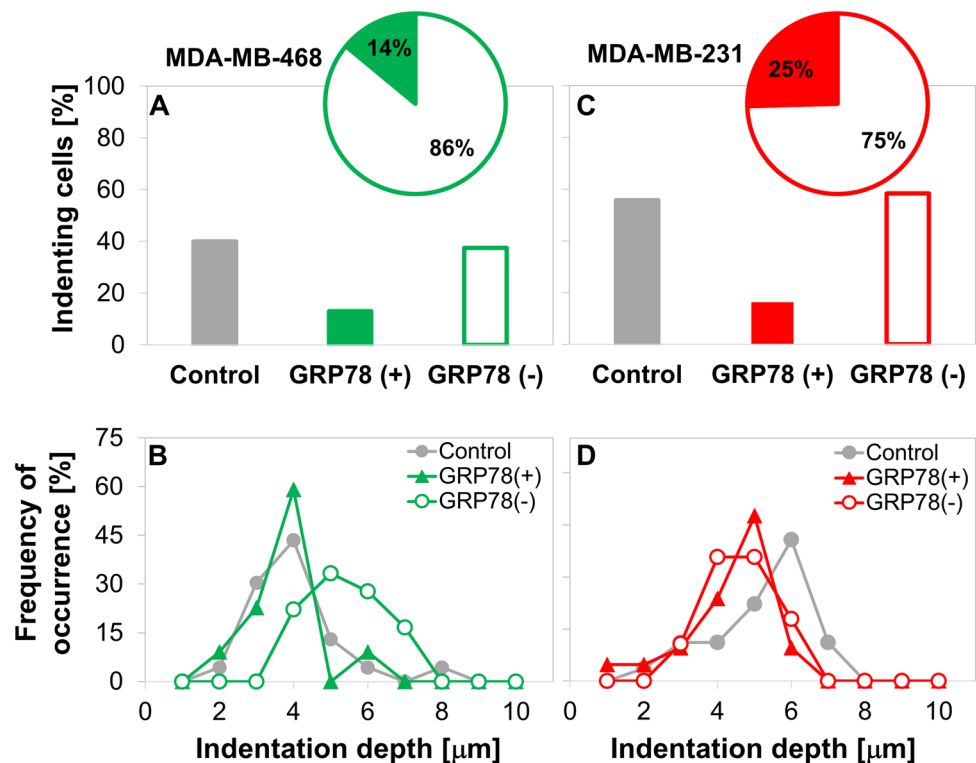 MDA-MB-468
14%
86%
MDA-MB-231
25%
75%
Indenting cells [%]
100
80
60
40
20
0
A
Control GRP78 (+) GRP78 (-)
C
Control GRP78 (+) GRP78 (-)
Frequency of
occurrence [%]
75
60
45
30
15
0
B
Control
GRP78(+)
GRP78(-)
0 2 4 6 8 10
Indentation depth [μm]
D
Control
GRP78(+)
GRP78(-)
0 2 4 6 8 10
Indentation depth [μm]